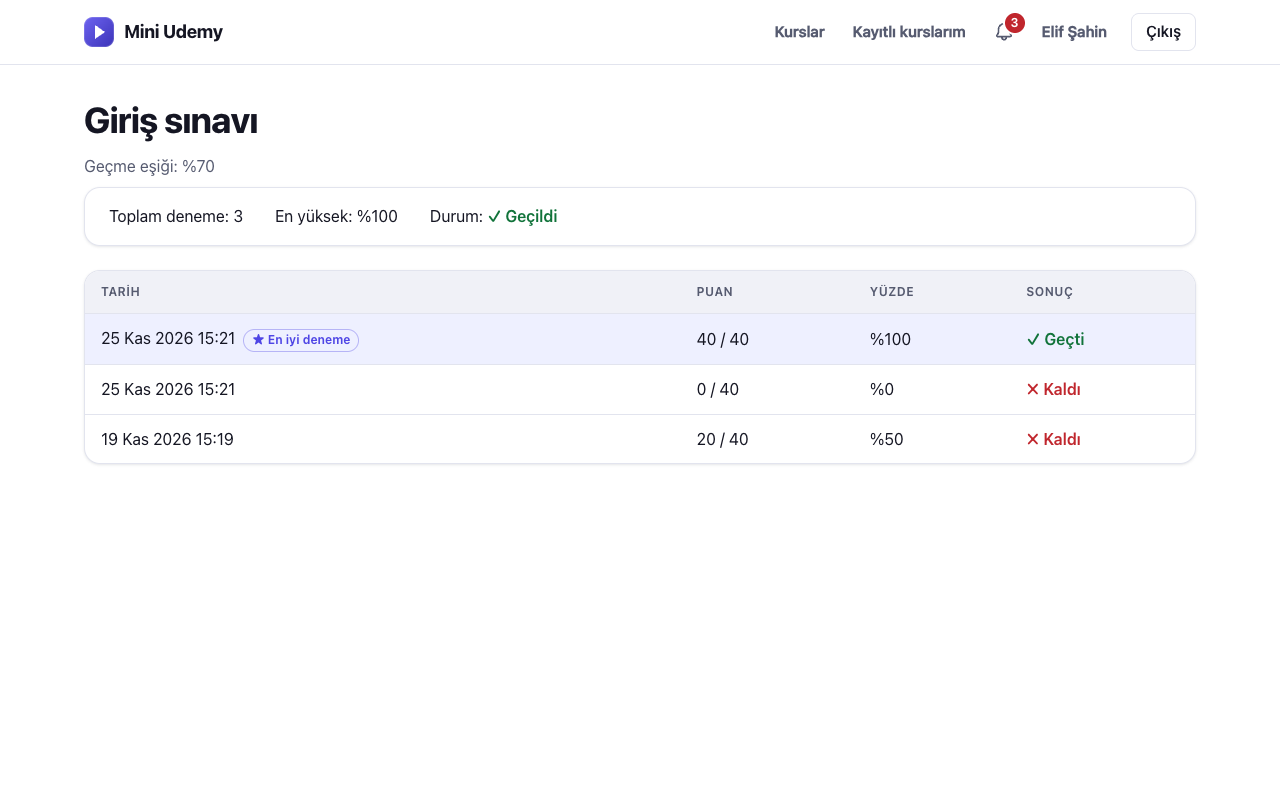 Mini Udemy
Kurslar
Kayıtlı kurslarım
3
Elif Şahin
Çıkış
Giriş sınavı
Geçme eşiği: %70
Toplam deneme: 3 En yüksek: %100 Durum: ✓ Geçildi
TARİH PUAN YÜZDE SONUÇ
25 Kas 2026 15:21 ★ En iyi deneme 40 / 40 %100 ✓ Geçti
25 Kas 2026 15:21 0 / 40 %0 ✕ Kaldı
19 Kas 2026 15:19 20 / 40 %50 ✕ Kaldı